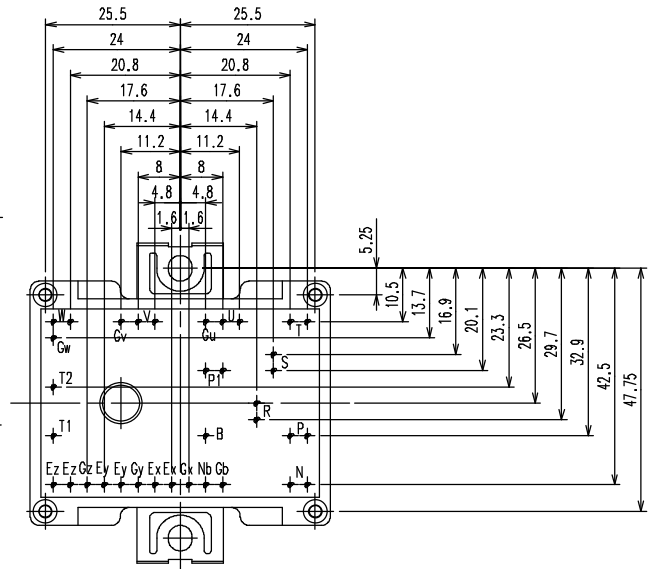 25.5 25.5
24 24
20.8 20.8
17.6 17.6
14.4 14.4
11.2 11.2
8 8
4.8 4.8
1.6 1.6
5.25
10.5 13.7 16.9 20.1 23.3 26.5 29.7 32.9 42.5 47.75
W Gv V Gu U T
Gw
S
T2 P1
R
T1 B P
Ez Ez Gz Ey Ey Gy Ex Ex Gx Nb Gb N